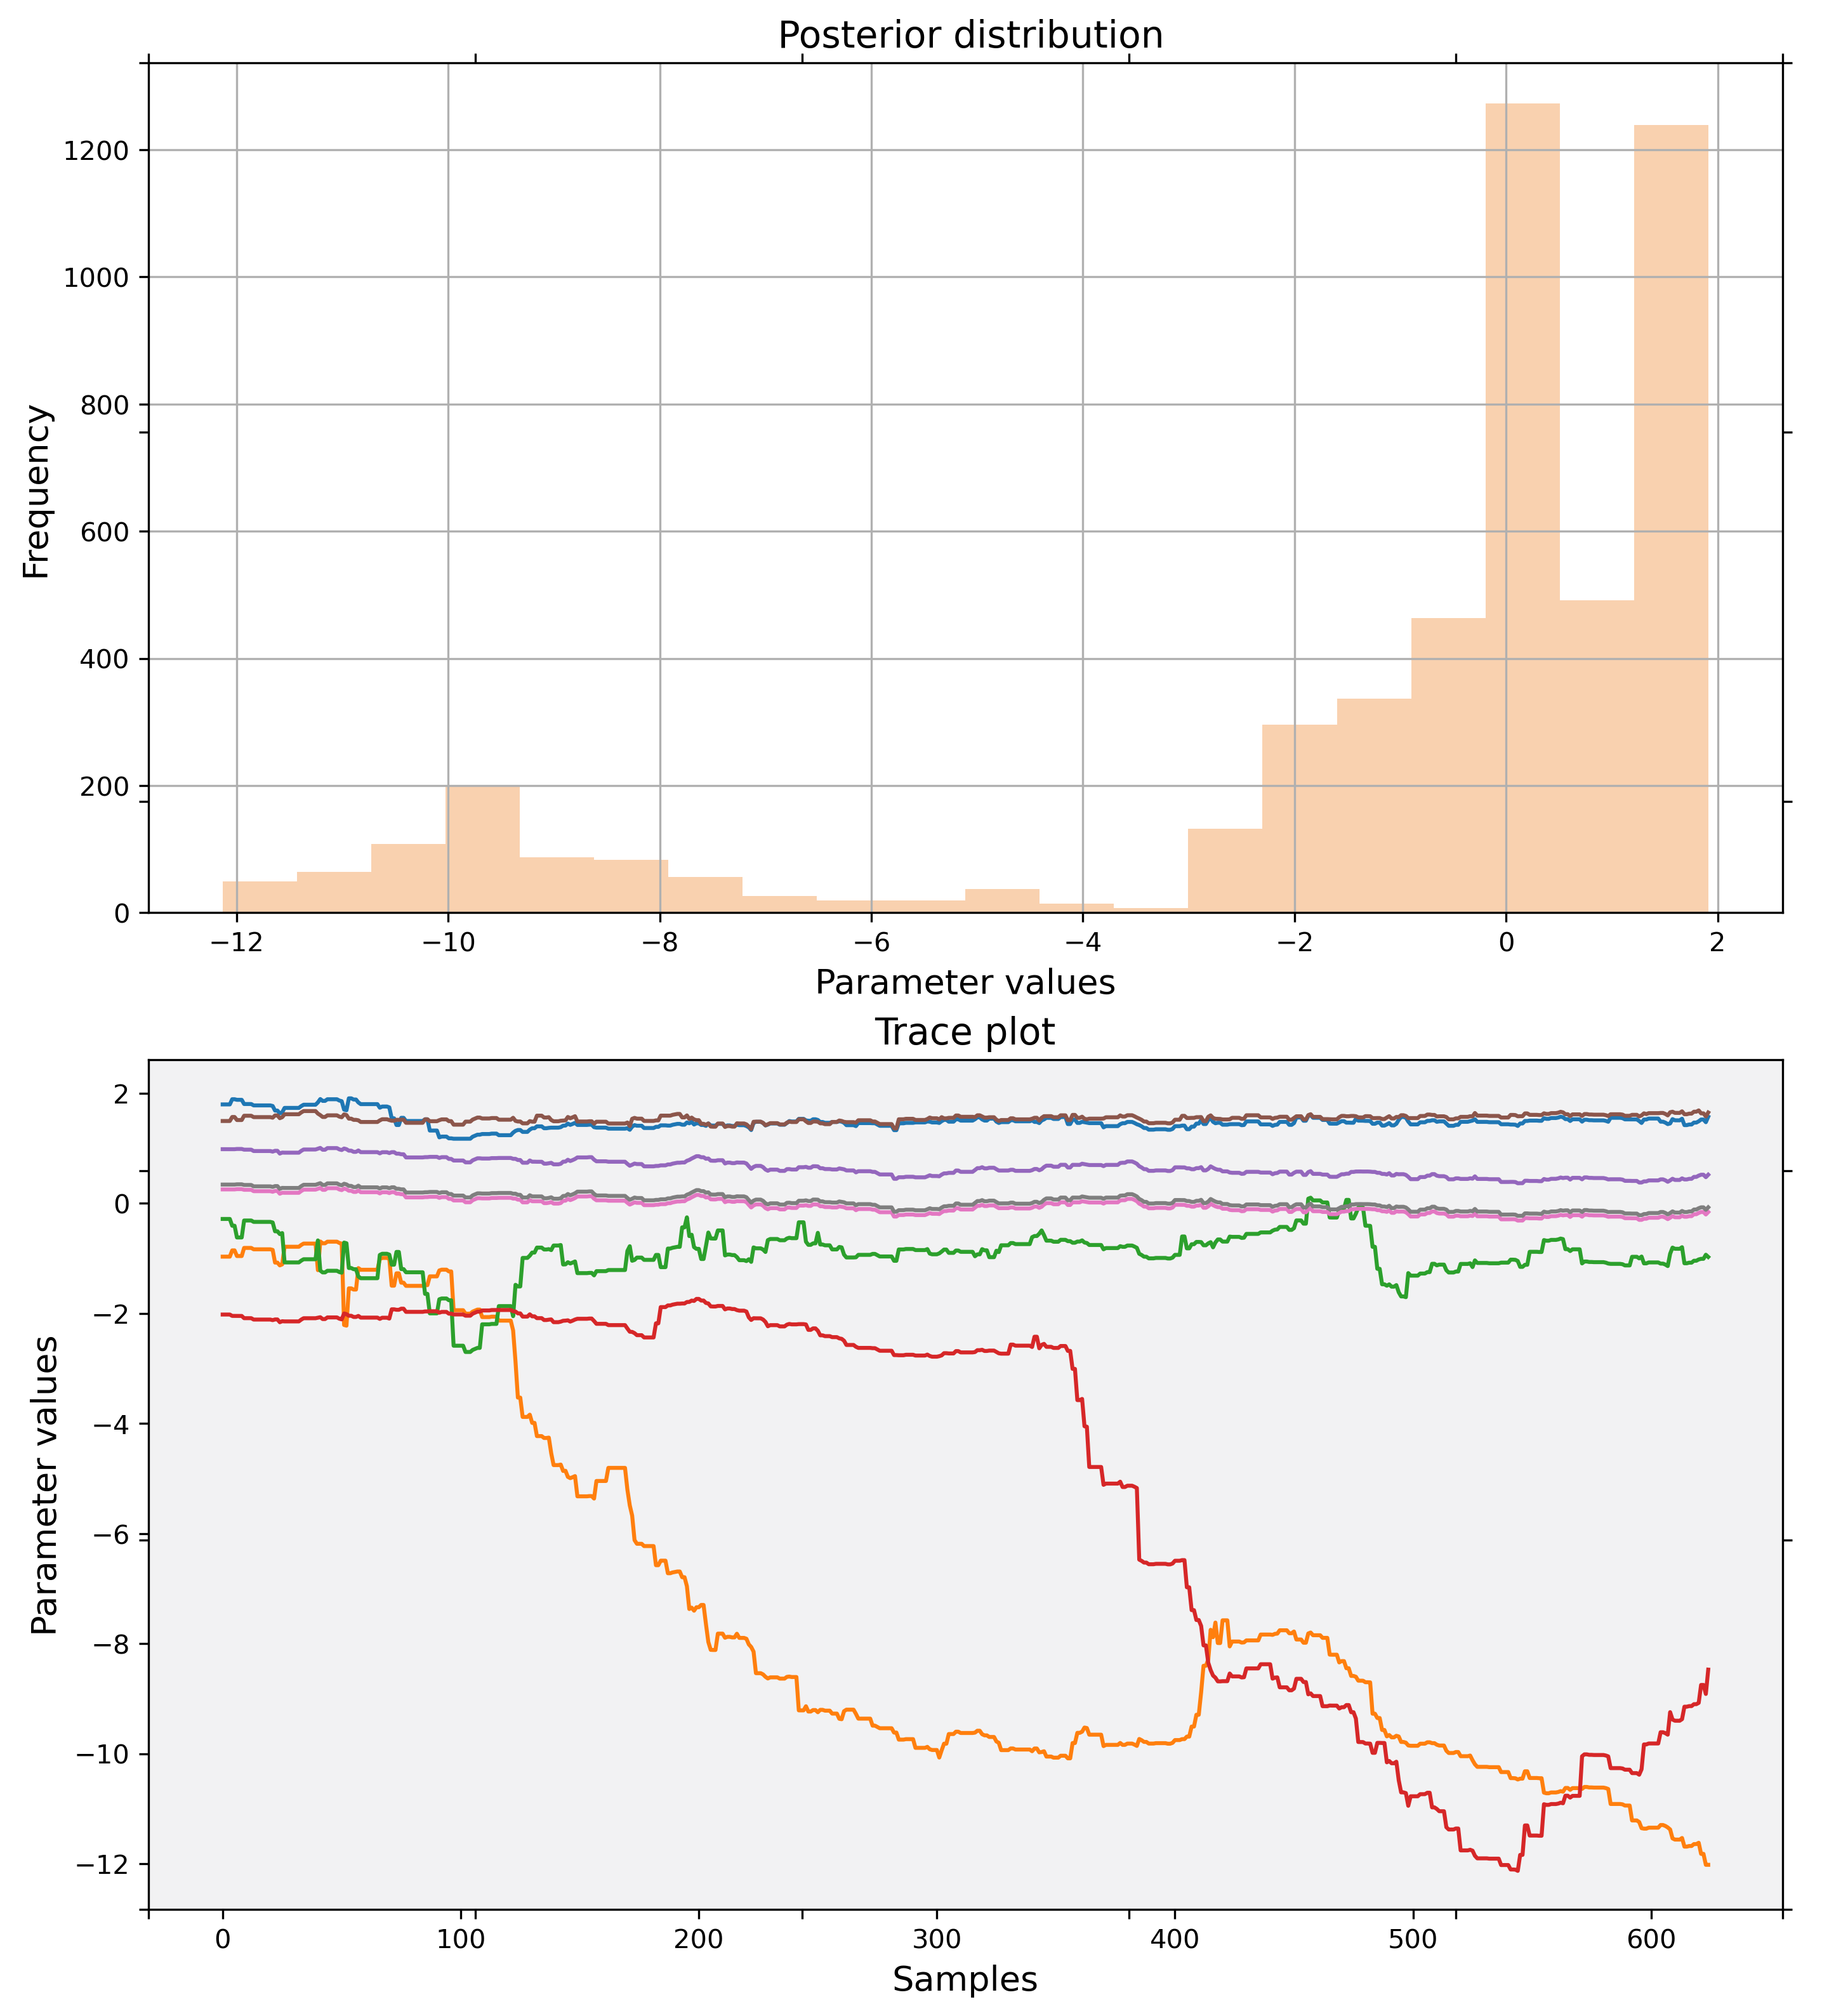 Posterior distribution
1200
1000
800
600
400
200
0
Frequency
−12 −10 −8 −6 −4 −2 0 2
Parameter values
Trace plot
2
0
−2
−4
−6
−8
−10
−12
Parameter values
0 100 200 300 400 500 600
Samples